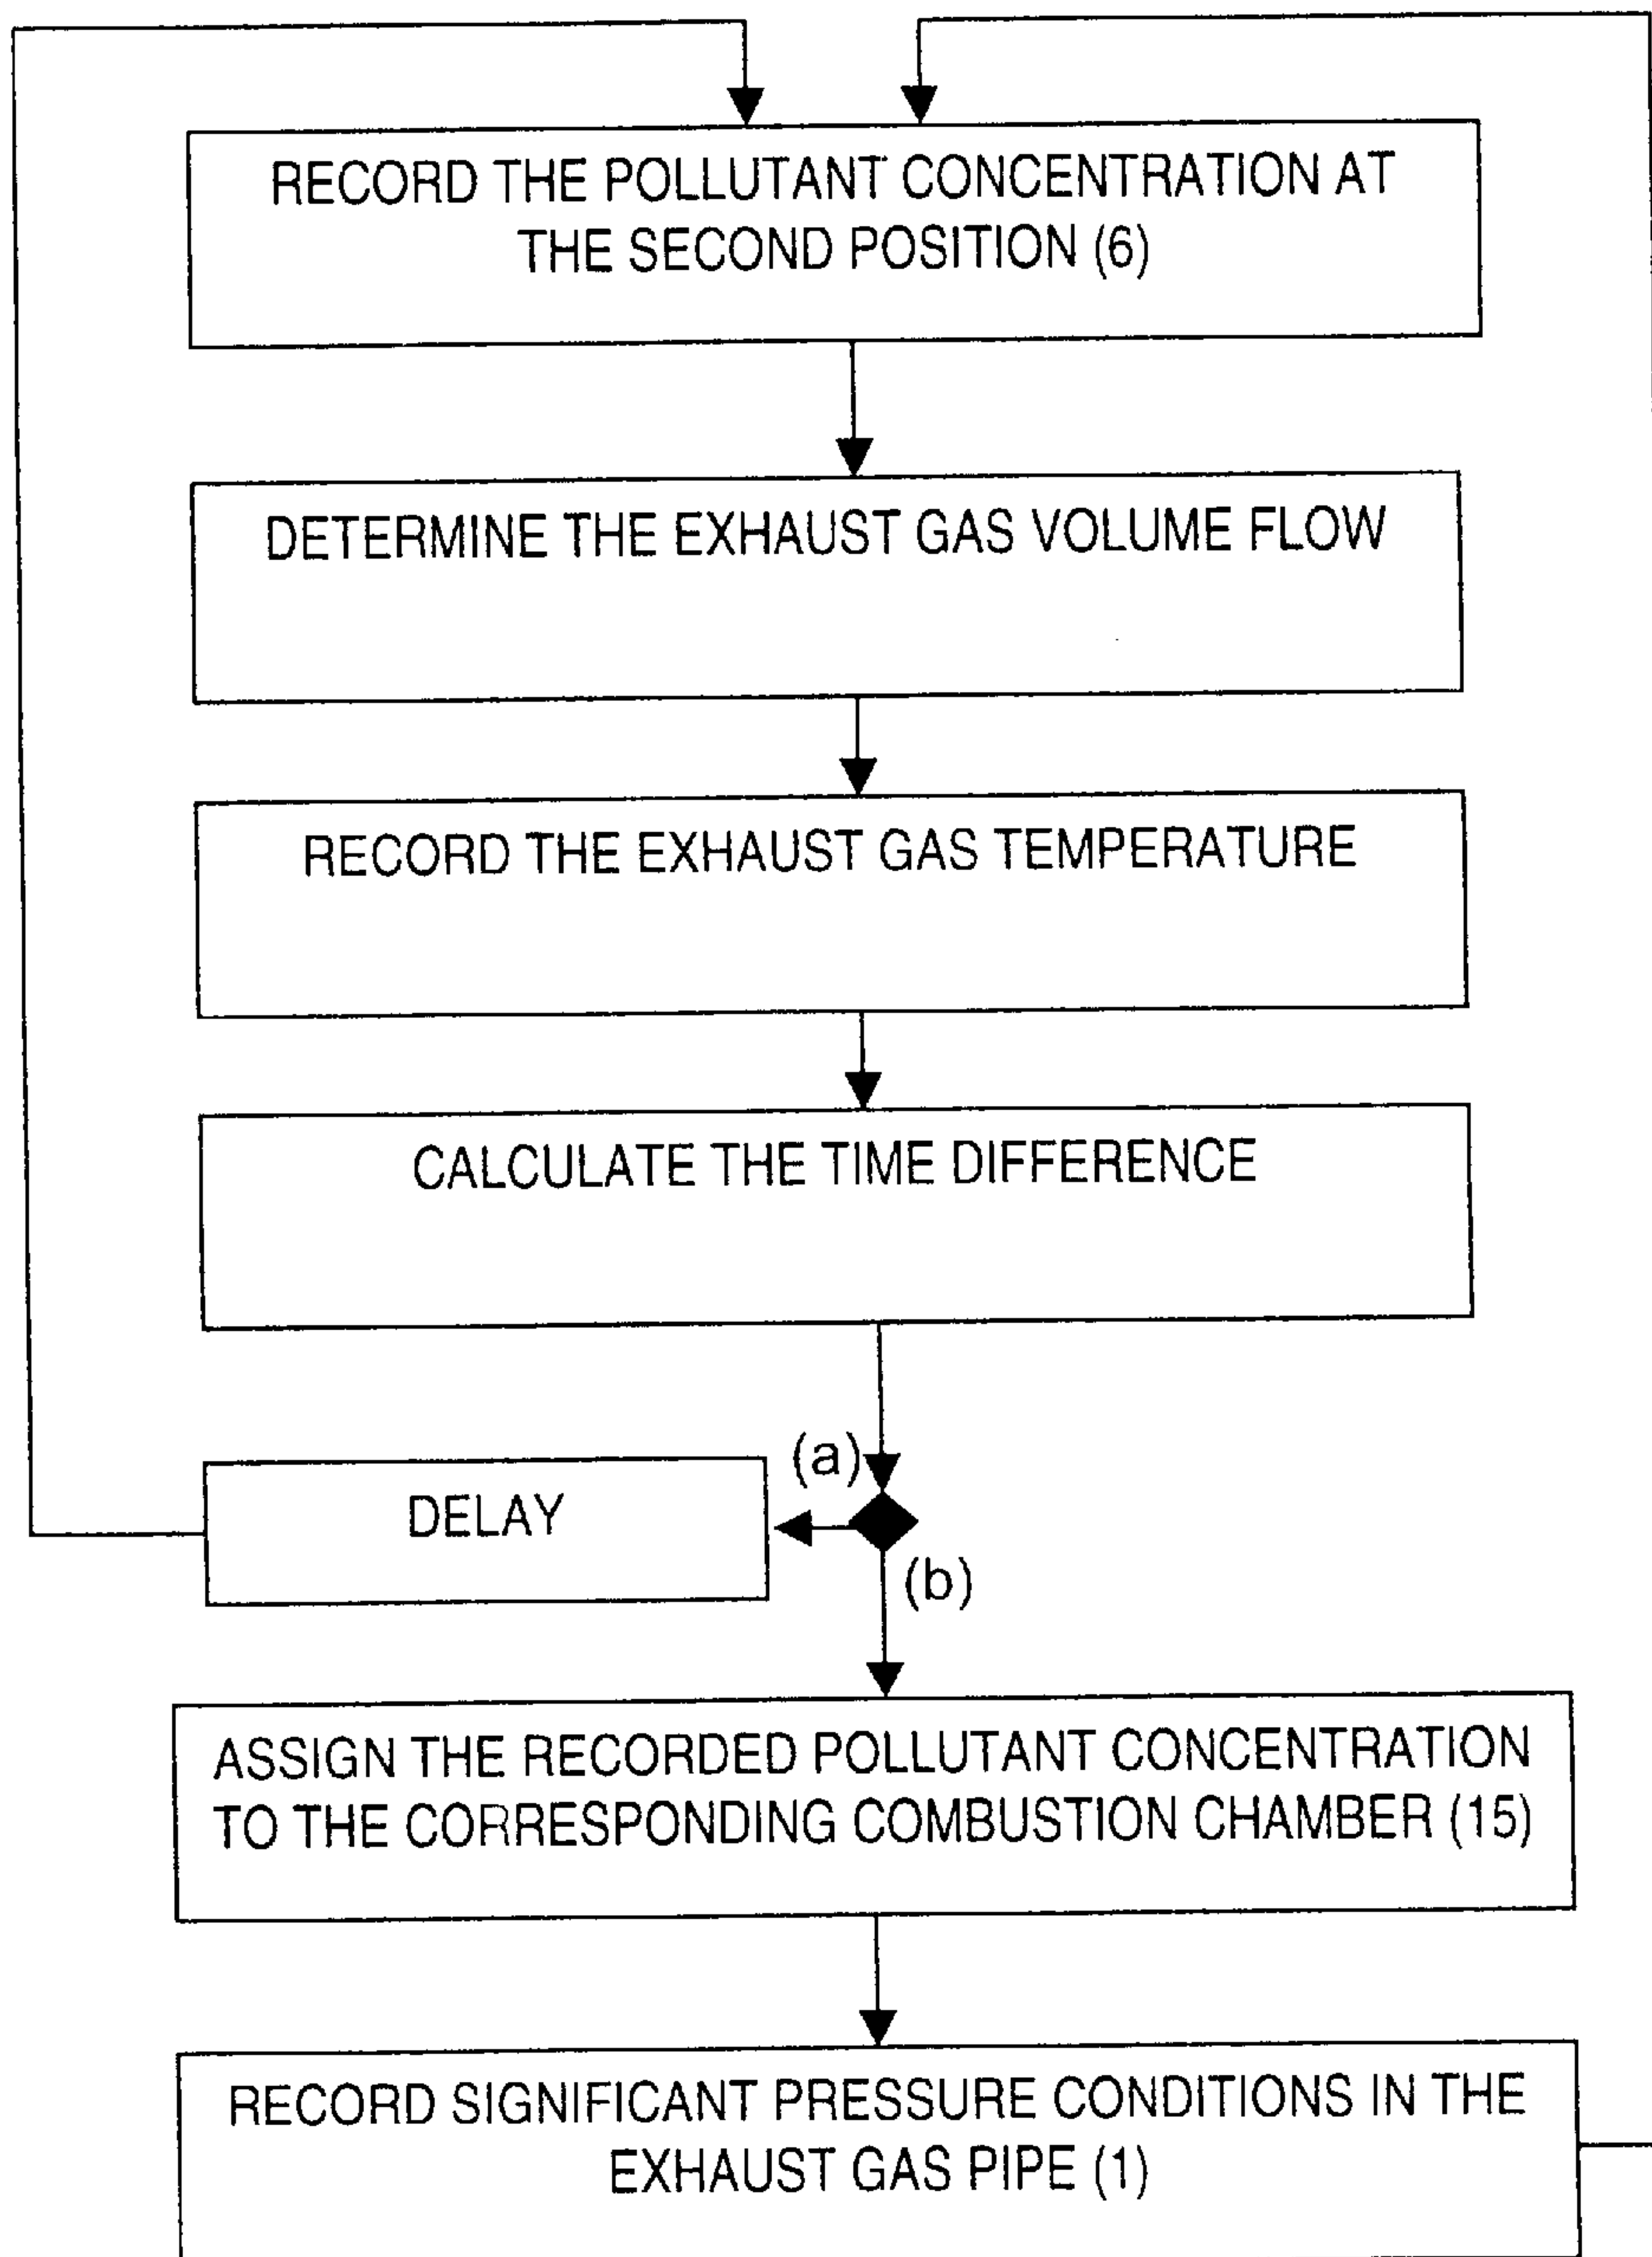 RECORD THE POLLUTANT CONCENTRATION AT
THE SECOND POSITION (6)
DETERMINE THE EXHAUST GAS VOLUME FLOW
RECORD THE EXHAUST GAS TEMPERATURE
CALCULATE THE TIME DIFFERENCE
(a)
DELAY
(b)
ASSIGN THE RECORDED POLLUTANT CONCENTRATION
TO THE CORRESPONDING COMBUSTION CHAMBER (15)
RECORD SIGNIFICANT PRESSURE CONDITIONS IN THE
EXHAUST GAS PIPE (1)